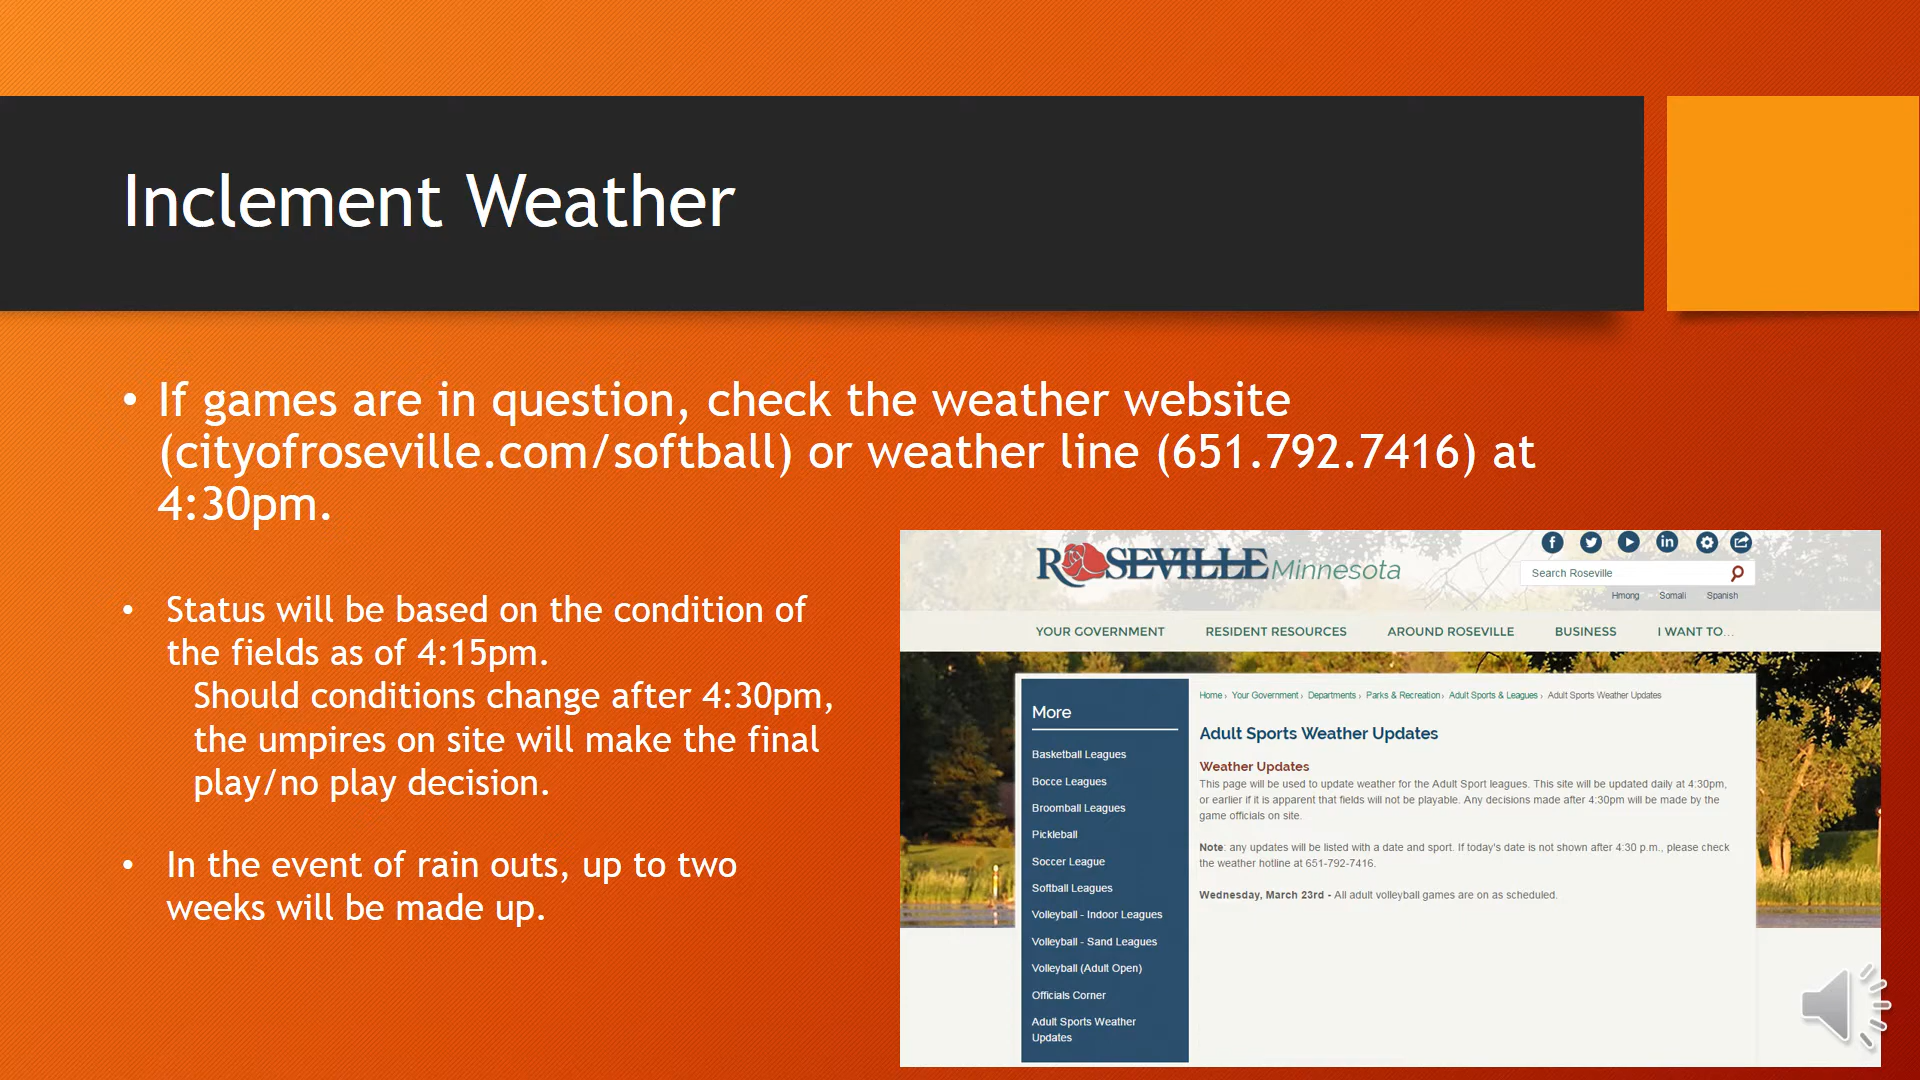 Inclement Weather
• If games are in question, check the weather website
(cityofroseville.com/softball) or weather line (651.792.7416) at
4:30pm.
• Status will be based on the condition of
the fields as of 4:15pm.
Should conditions change after 4:30pm,
the umpires on site will make the final
play/no play decision.
• In the event of rain outs, up to two
weeks will be made up.
ROSEVILLE Minnesota
Search Roseville
Hmong Somali Spanish
YOUR GOVERNMENT RESIDENT RESOURCES AROUND ROSEVILLE BUSINESS I WANT TO...
More
Basketball Leagues
Bocce Leagues
Broomball Leagues
Pickleball
Soccer League
Softball Leagues
Volleyball - Indoor Leagues
Volleyball - Sand Leagues
Volleyball (Adult Open)
Officials Corner
Adult Sports Weather
Updates
Home › Your Government › Departments › Parks & Recreation › Adult Sports & Leagues › Adult Sports Weather Updates
Adult Sports Weather Updates
Weather Updates
This page will be used to update weather for the Adult Sport leagues. This site will be updated daily at 4:30pm,
or earlier if it is apparent that fields will not be playable. Any decisions made after 4:30pm will be made by the
game officials on site.
Note: any updates will be listed with a date and sport. If today's date is not shown after 4:30 p.m., please check
the weather hotline at 651-792-7416.
Wednesday, March 23rd - All adult volleyball games are on as scheduled.